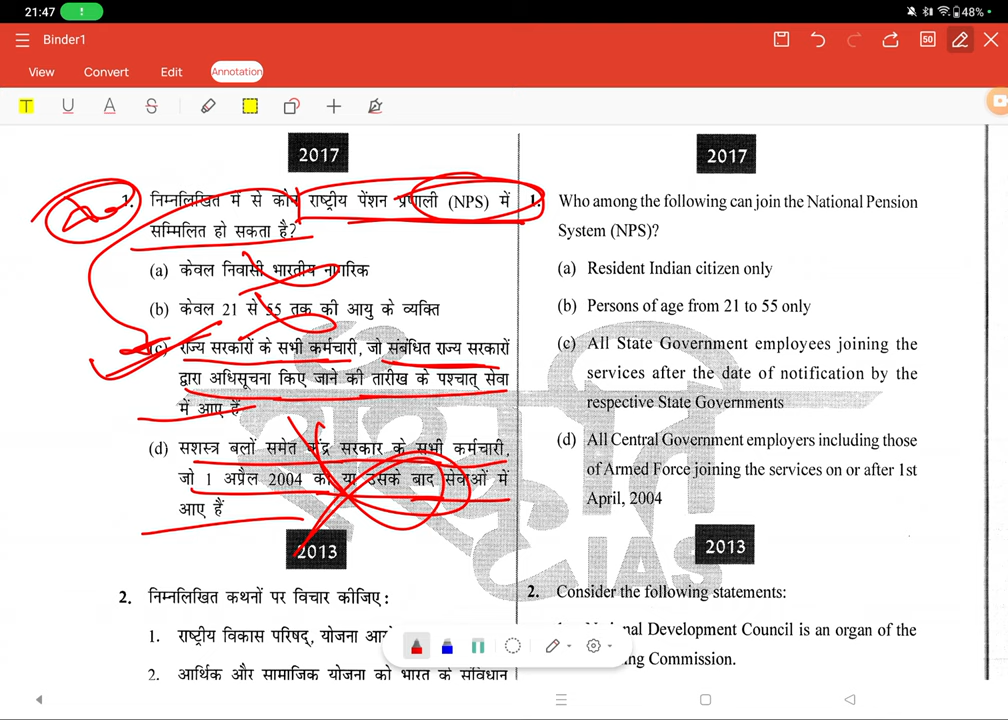 21:47
48%
Binder1
50
View Convert Edit Annotation
T U A S
2017
1. निम्नलिखित में से कौन राष्ट्रीय पेंशन प्रणाली (NPS) में
सम्मिलित हो सकता है?
(a) केवल निवासी भारतीय नागरिक
(b) केवल 21 से 55 तक की आयु के व्यक्ति
(c) राज्य सरकारों के सभी कर्मचारी, जो संबंधित राज्य सरकारों
द्वारा अधिसूचना किए जाने की तारीख के पश्चात् सेवा
में आए हैं
(d) सशस्त्र बलों समेत केंद्र सरकार के सभी कर्मचारी,
जो 1 अप्रैल 2004 को या उसके बाद सेवाओं में
आए हैं
2013
2. निम्नलिखित कथनों पर विचार कीजिए:
1. राष्ट्रीय विकास परिषद्, योजना
2. आर्थिक और सामाजिक योजना को भारत के संविधान
2017
1. Who among the following can join the National Pension
System (NPS)?
(a) Resident Indian citizen only
(b) Persons of age from 21 to 55 only
(c) All State Government employees joining the
services after the date of notification by the
respective State Governments
(d) All Central Government employers including those
of Armed Force joining the services on or after 1st
April, 2004
2013
2. Consider the following statements:
Development Council is an organ of the
Commission.
IAS